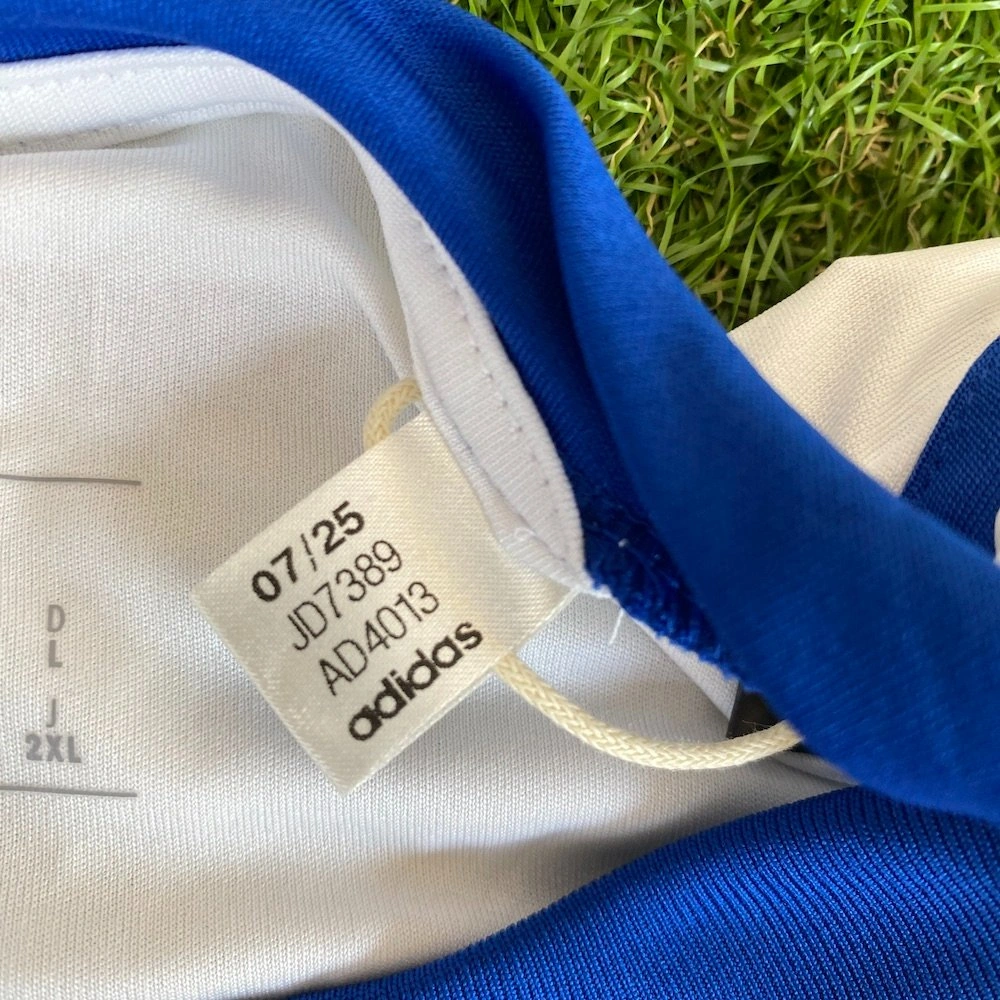 07/25
JD7389
AD4013
adidas
D
L
J
2XL